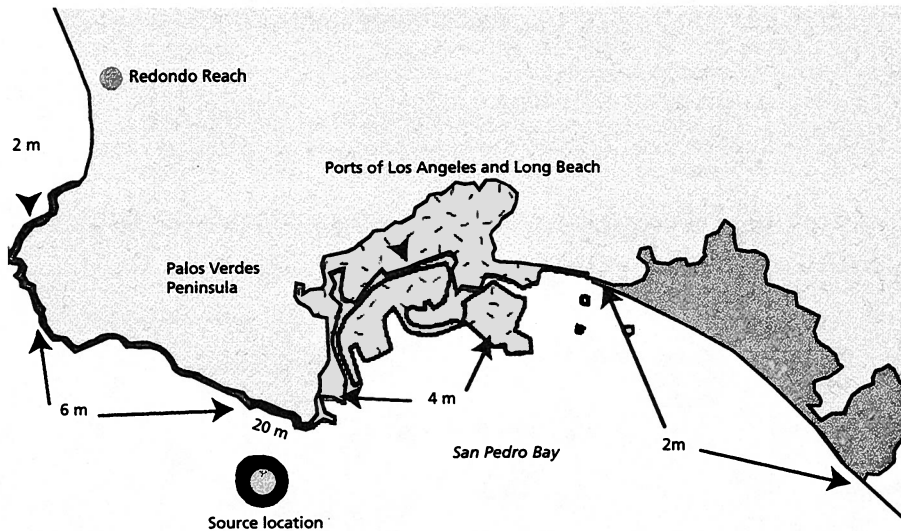 Redondo Reach
2 m
Ports of Los Angeles and Long Beach
Palos Verdes
Peninsula
6 m
20 m
4 m
San Pedro Bay
2m
Source location